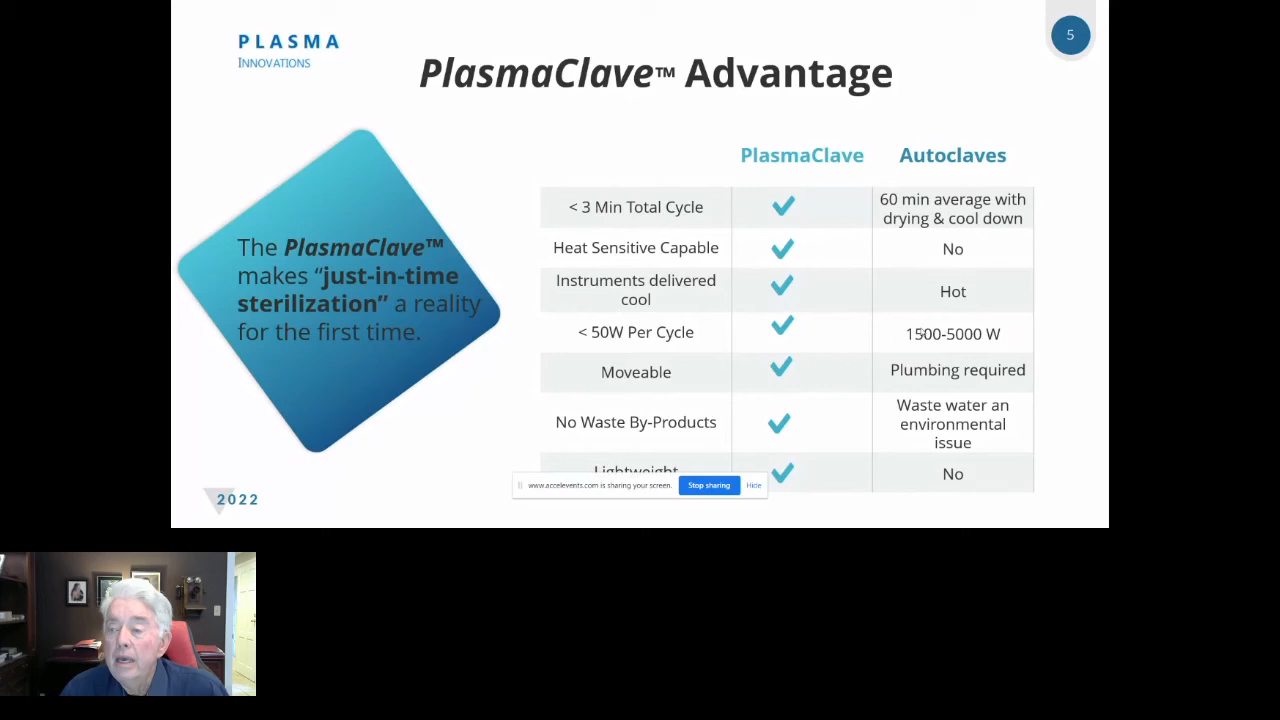 PLASMA
INNOVATIONS
5
PlasmaClave™ Advantage
The PlasmaClave™
makes “just-in-time
sterilization” a reality
for the first time.
PlasmaClave
Autoclaves
< 3 Min Total Cycle
60 min average with
drying & cool down
Heat Sensitive Capable
No
Instruments delivered
cool
Hot
< 50W Per Cycle
1500-5000 W
Moveable
Plumbing required
No Waste By-Products
Waste water an
environmental
issue
Lightweight
No
www.accelevents.com is sharing your screen.
Stop sharing
Hide
2022